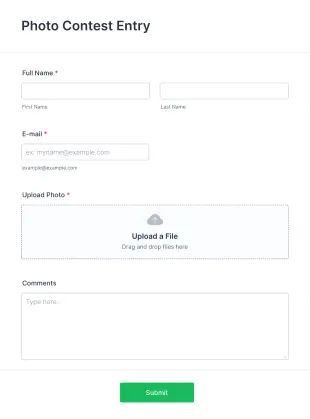 Photo Contest Entry
Full Name *
First Name
Last Name
E-mail *
ex: myname@example.com
example@example.com
Upload Photo *
Upload a File
Drag and drop files here
Comments
Type here...
Submit